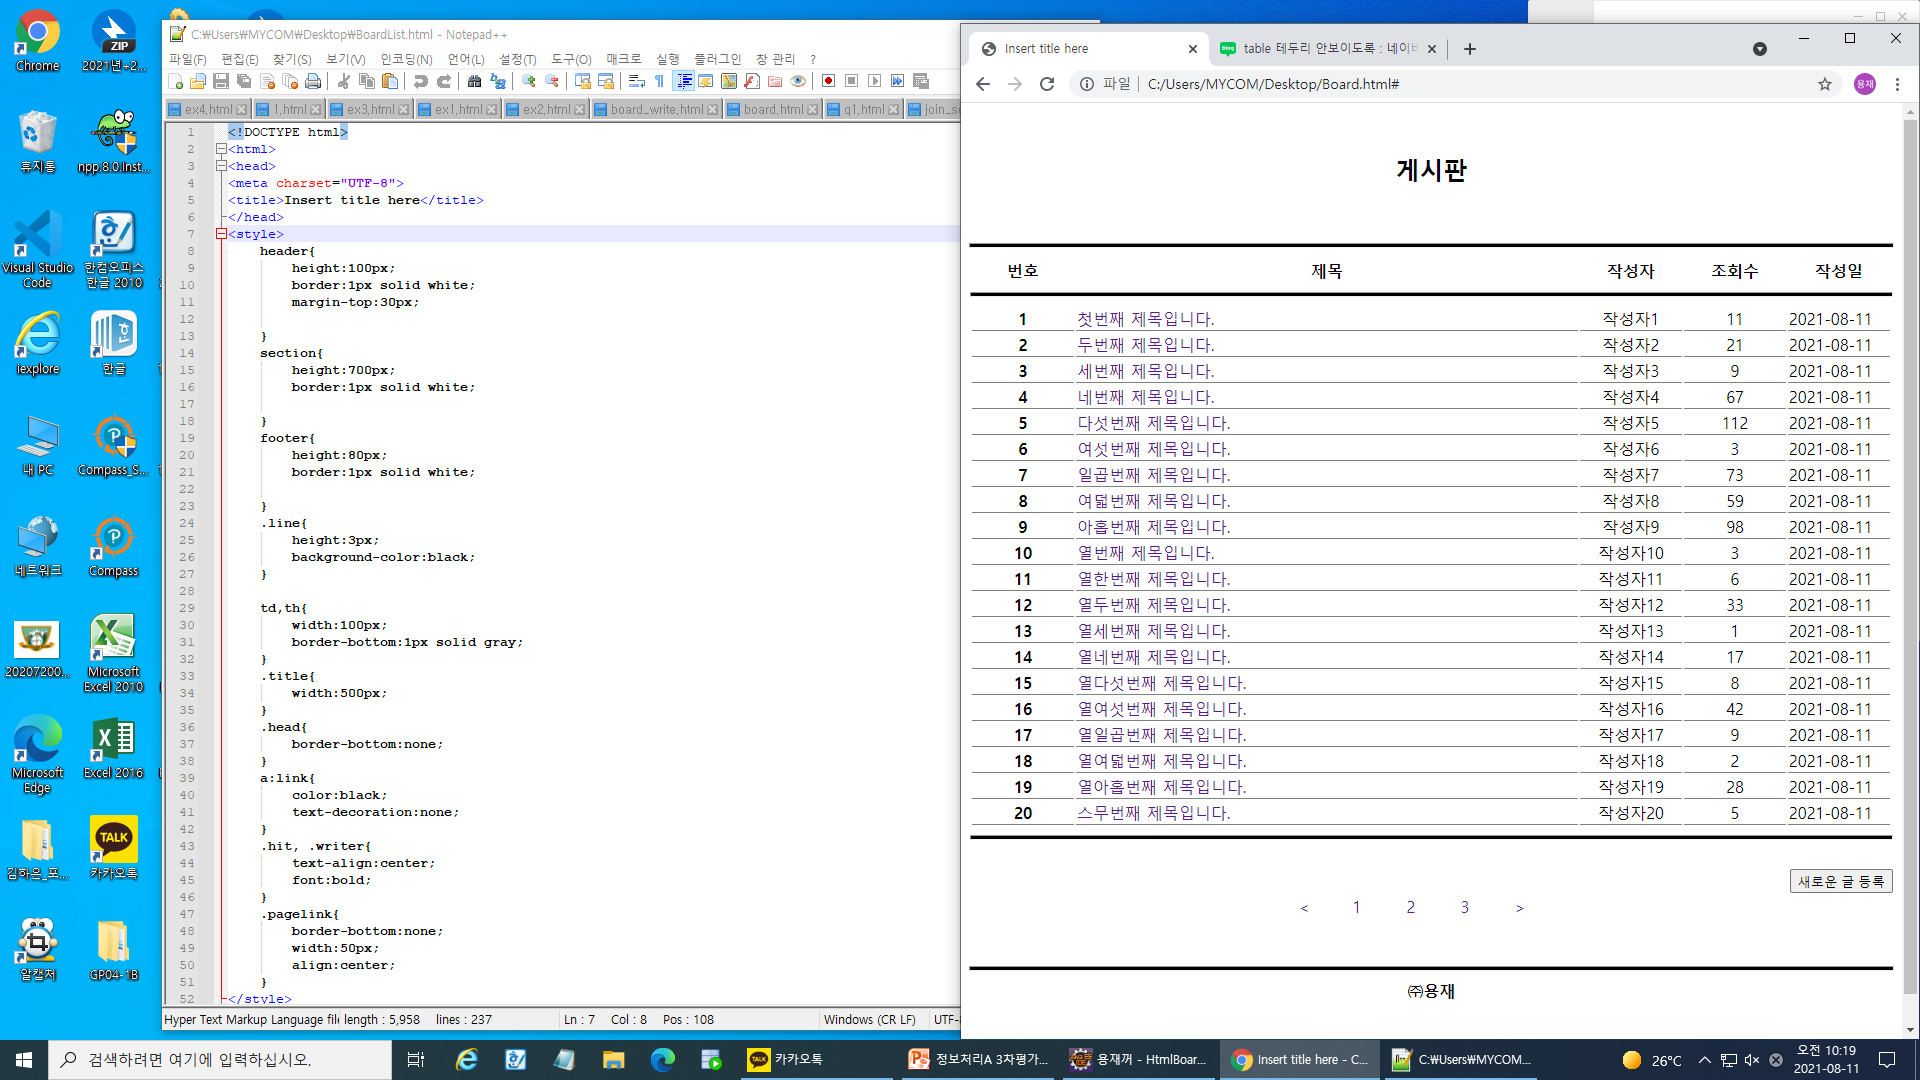 Chrome
2021년+2...
휴지통
npp.8.0.Inst...
Visual Studio Code
한컴오피스 한글 2010
iexplore
한글
내 PC
Compass_S...
네트워크
Compass
20207200...
Microsoft Excel 2010
Microsoft Edge
Excel 2016
김하은_포...
카카오톡
알캡처
GP04-1B
C:₩Users₩MYCOM₩Desktop₩BoardList.html - Notepad++
파일(F) 편집(E) 찾기(S) 보기(V) 인코딩(N) 언어(L) 설정(T) 도구(O) 매크로 실행 플러그인 창 관리 ?
ex4.html 1.html ex3.html ex1.html ex2.html board_write.html board.html q1.html
1 <!DOCTYPE html>
2 <html>
3 <head>
4 <meta charset="UTF-8">
5 <title>Insert title here</title>
6 </head>
7 <style>
8 header{
9 height:100px;
10 border:1px solid white;
11 margin-top:30px;
12
13 }
14 section{
15 height:700px;
16 border:1px solid white;
17
18 }
19 footer{
20 height:80px;
21 border:1px solid white;
22
23 }
24 .line{
25 height:3px;
26 background-color:black;
27 }
28
29 td,th{
30 width:100px;
31 border-bottom:1px solid gray;
32 }
33 .title{
34 width:500px;
35 }
36 .head{
37 border-bottom:none;
38 }
39 a:link{
40 color:black;
41 text-decoration:none;
42 }
43 .hit, .writer{
44 text-align:center;
45 font:bold;
46 }
47 .pagelink{
48 border-bottom:none;
49 width:50px;
50 align:center;
51 }
52 </style>
Hyper Text Markup Language file length : 5,958 lines : 237 Ln : 7 Col : 8 Pos : 108 Windows (CR LF) UTF-8
Insert title here table 테두리 안보이도록 : 네이버
파일 C:/Users/MYCOM/Desktop/Board.html# 용재
게시판
번호 제목 작성자 조회수 작성일
1 첫번째 제목입니다. 작성자1 11 2021-08-11
2 두번째 제목입니다. 작성자2 21 2021-08-11
3 세번째 제목입니다. 작성자3 9 2021-08-11
4 네번째 제목입니다. 작성자4 67 2021-08-11
5 다섯번째 제목입니다. 작성자5 112 2021-08-11
6 여섯번째 제목입니다. 작성자6 3 2021-08-11
7 일곱번째 제목입니다. 작성자7 73 2021-08-11
8 여덟번째 제목입니다. 작성자8 59 2021-08-11
9 아홉번째 제목입니다. 작성자9 98 2021-08-11
10 열번째 제목입니다. 작성자10 3 2021-08-11
11 열한번째 제목입니다. 작성자11 6 2021-08-11
12 열두번째 제목입니다. 작성자12 33 2021-08-11
13 열세번째 제목입니다. 작성자13 1 2021-08-11
14 열네번째 제목입니다. 작성자14 17 2021-08-11
15 열다섯번째 제목입니다. 작성자15 8 2021-08-11
16 열여섯번째 제목입니다. 작성자16 42 2021-08-11
17 열일곱번째 제목입니다. 작성자17 9 2021-08-11
18 열여덟번째 제목입니다. 작성자18 2 2021-08-11
19 열아홉번째 제목입니다. 작성자19 28 2021-08-11
20 스무번째 제목입니다. 작성자20 5 2021-08-11
새로운 글 등록
< 1 2 3 >
㈜용재
검색하려면 여기에 입력하십시오. 카카오톡 정보처리A 3차평가... 용재꺼 - HtmlBoar... Insert title here - C... C:₩Users₩MYCOM... 26°C 오전 10:19
2021-08-11